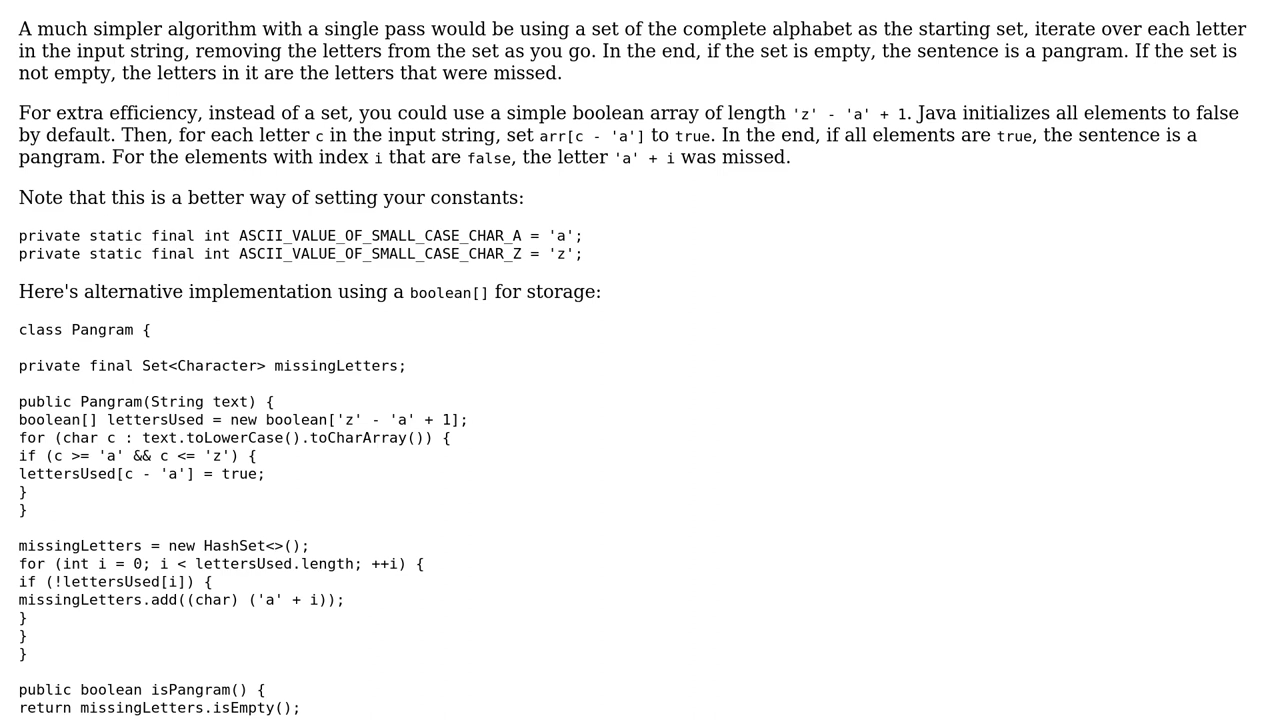 A much simpler algorithm with a single pass would be using a set of the complete alphabet as the starting set, iterate over each letter
in the input string, removing the letters from the set as you go. In the end, if the set is empty, the sentence is a pangram. If the set is
not empty, the letters in it are the letters that were missed.
For extra efficiency, instead of a set, you could use a simple boolean array of length 'z' - 'a' + 1. Java initializes all elements to false
by default. Then, for each letter c in the input string, set arr[c - 'a'] to true. In the end, if all elements are true, the sentence is a
pangram. For the elements with index i that are false, the letter 'a' + i was missed.
Note that this is a better way of setting your constants:
private static final int ASCII_VALUE_OF_SMALL_CASE_CHAR_A = 'a';
private static final int ASCII_VALUE_OF_SMALL_CASE_CHAR_Z = 'z';
Here's alternative implementation using a boolean[] for storage:
class Pangram {
private final Set<Character> missingLetters;
public Pangram(String text) {
boolean[] lettersUsed = new boolean['z' - 'a' + 1];
for (char c : text.toLowerCase().toCharArray()) {
if (c >= 'a' && c <= 'z') {
lettersUsed[c - 'a'] = true;
}
}
missingLetters = new HashSet<>();
for (int i = 0; i < lettersUsed.length; ++i) {
if (!lettersUsed[i]) {
missingLetters.add((char) ('a' + i));
}
}
}
public boolean isPangram() {
return missingLetters.isEmpty();